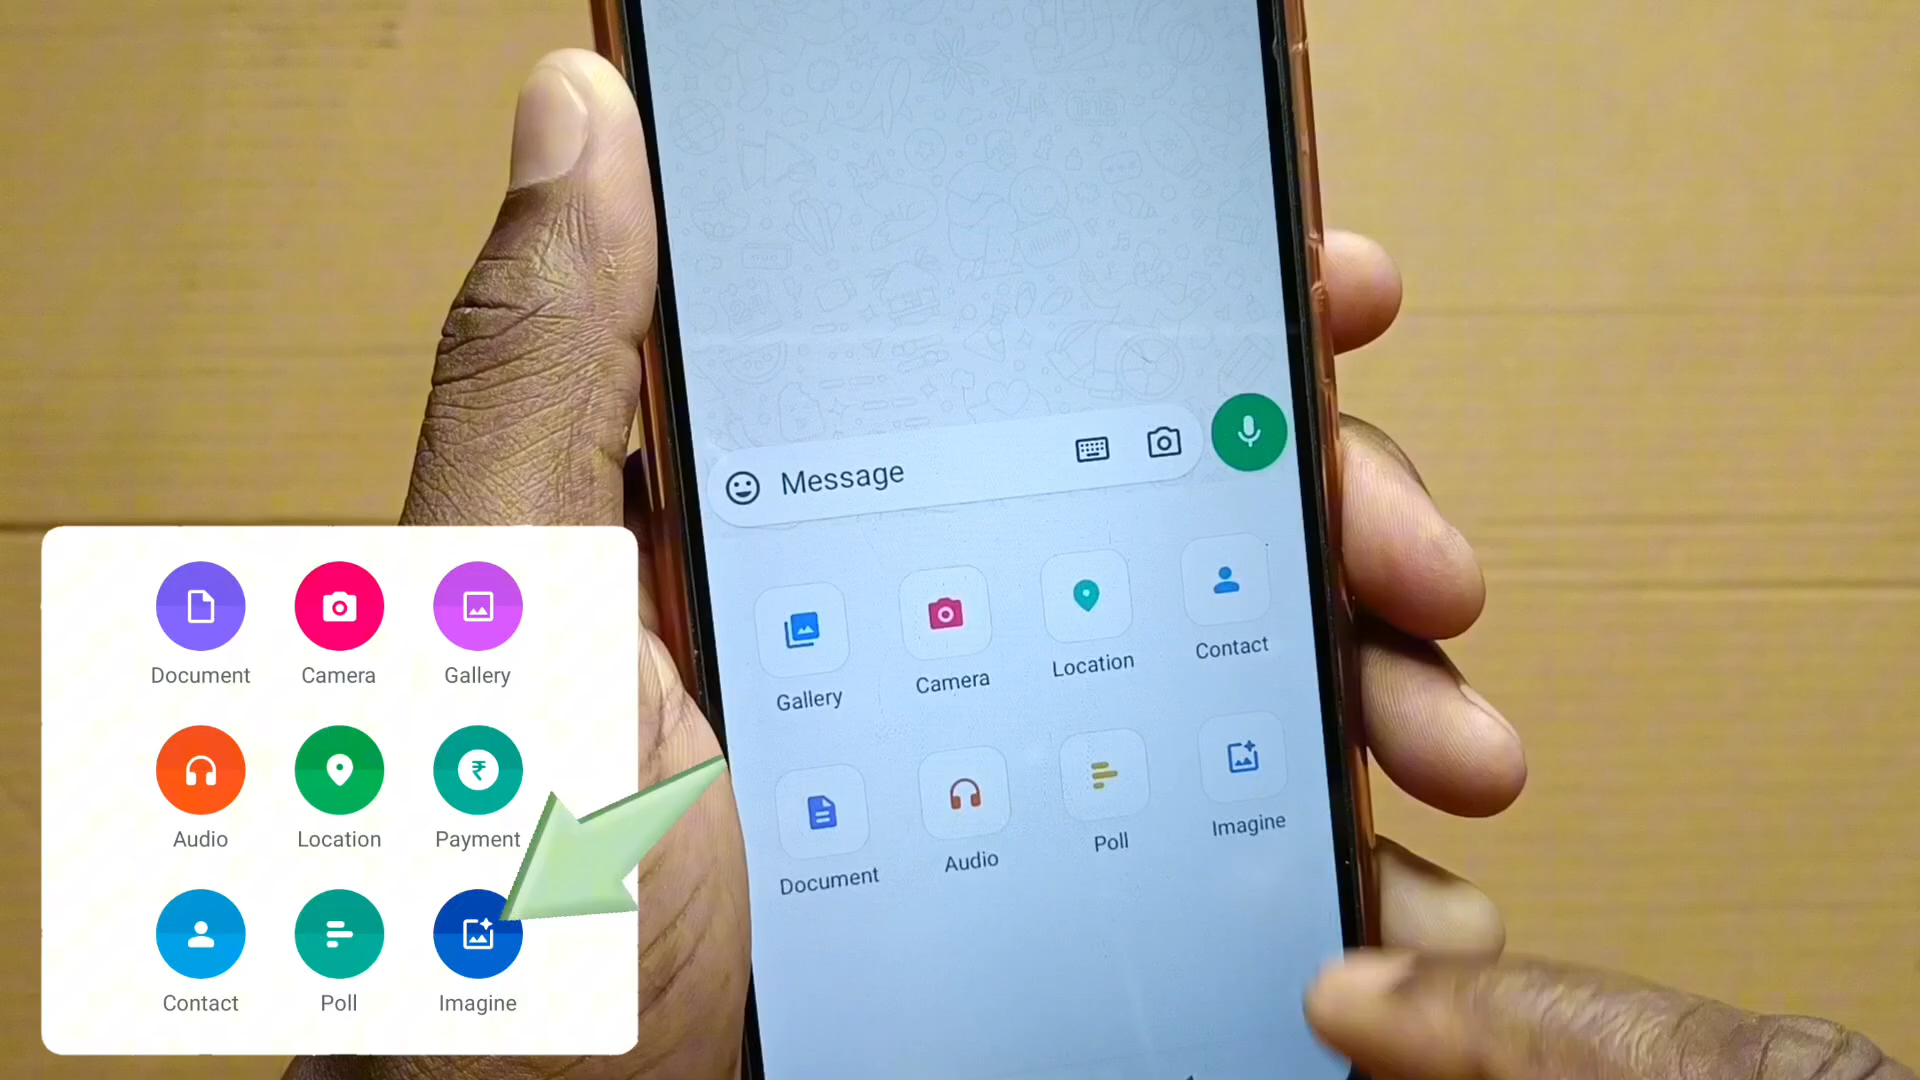 Message
Gallery
Camera
Location
Contact
Document
Audio
Poll
Imagine
Document
Camera
Gallery
Audio
Location
Payment
Contact
Poll
Imagine